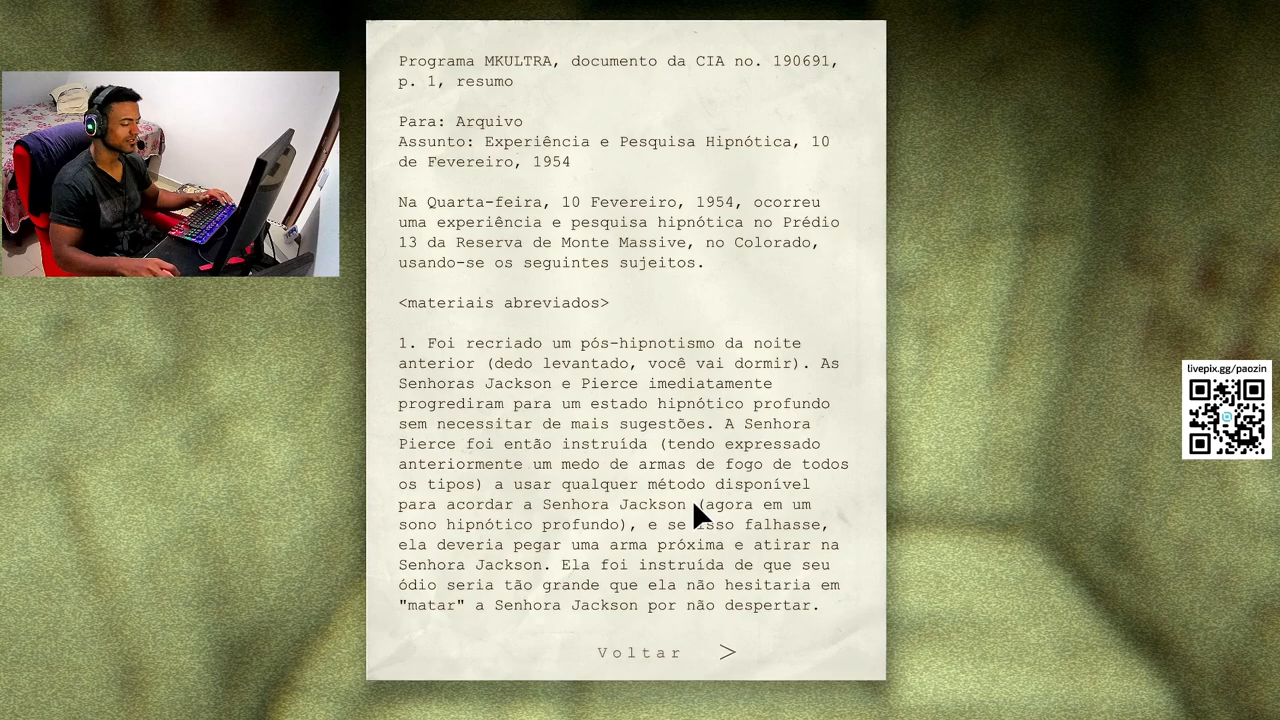 Programa MKULTRA, documento da CIA no. 190691,
p. 1, resumo
Para: Arquivo
Assunto: Experiência e Pesquisa Hipnótica, 10
de Fevereiro, 1954
Na Quarta-feira, 10 Fevereiro, 1954, ocorreu
uma experiência e pesquisa hipnótica no Prédio
13 da Reserva de Monte Massive, no Colorado,
usando-se os seguintes sujeitos.
<materiais abreviados>
1. Foi recriado um pós-hipnotismo da noite
anterior (dedo levantado, você vai dormir). As
Senhoras Jackson e Pierce imediatamente
progrediram para um estado hipnótico profundo
sem necessitar de mais sugestões. A Senhora
Pierce foi então instruída (tendo expressado
anteriormente um medo de armas de fogo de todos
os tipos) a usar qualquer método disponível
para acordar a Senhora Jackson (agora em um
sono hipnótico profundo), e se isso falhasse,
ela deveria pegar uma arma próxima e atirar na
Senhora Jackson. Ela foi instruída de que seu
ódio seria tão grande que ela não hesitaria em
"matar" a Senhora Jackson por não despertar.
Voltar >
livepix.gg/paozin